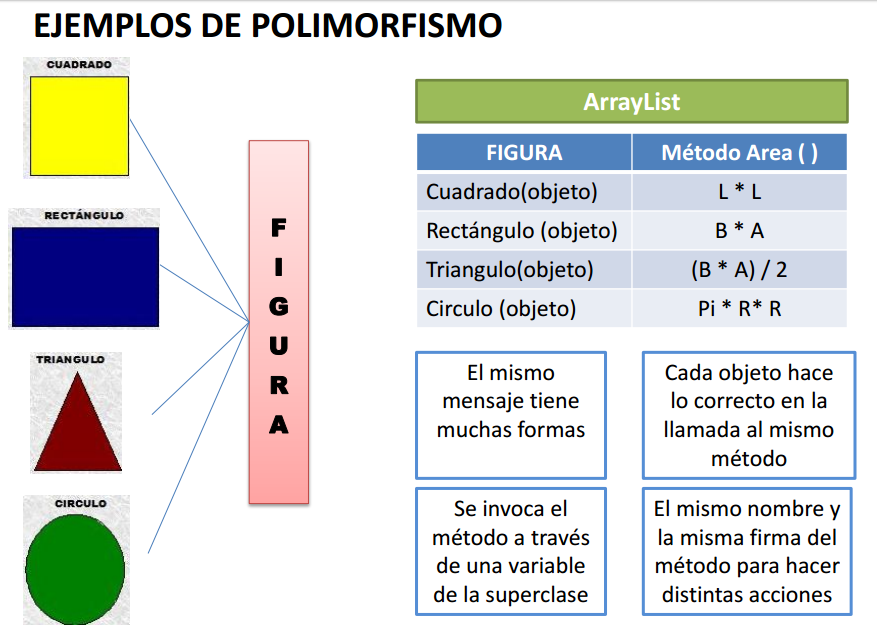 EJEMPLOS DE POLIMORFISMO
CUADRADO
RECTÁNGULO
TRIANGULO
CIRCULO
F
I
G
U
R
A
ArrayList
FIGURA Método Area ( )
Cuadrado(objeto) L * L
Rectángulo (objeto) B * A
Triangulo(objeto) (B * A) / 2
Circulo (objeto) Pi * R* R
El mismo
mensaje tiene
muchas formas
Cada objeto hace
lo correcto en la
llamada al mismo
método
Se invoca el
método a través
de una variable
de la superclase
El mismo nombre y
la misma firma del
método para hacer
distintas acciones